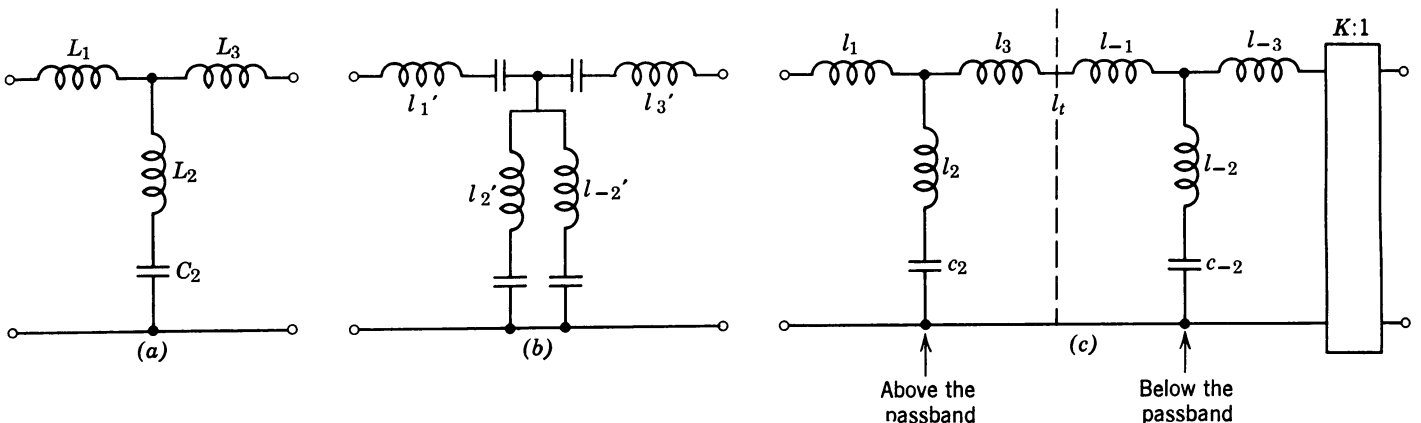 L₁ L₃
L₂
C₂
(a)
l₁′ l₃′
l₂′ l₋₂′
(b)
l₁ l₃ l₋₁ l₋₃ K:1
l_t
l₂ l₋₂
c₂ c₋₂
(c)
Above the
passband
Below the
passband